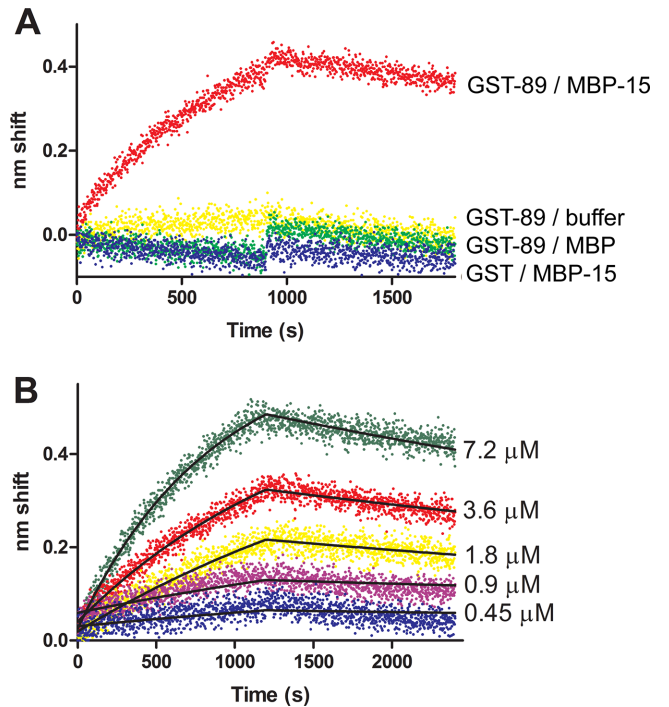 A
nm shift
0.4
0.2
0.0
0
500
1000
1500
Time (s)
GST-89 / MBP-15
GST-89 / buffer
GST-89 / MBP
GST / MBP-15
B
nm shift
0.4
0.2
0.0
0
500
1000
1500
2000
Time (s)
7.2 µM
3.6 µM
1.8 µM
0.9 µM
0.45 µM